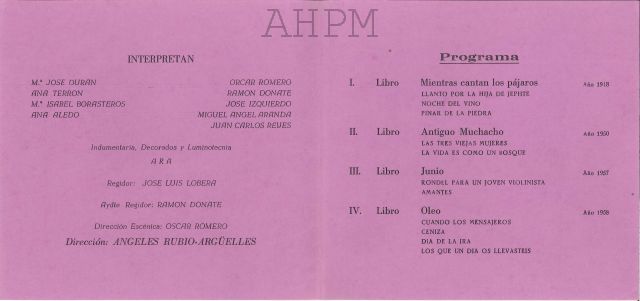 AHPM
INTERPRETAN
M.ª JOSE DURAN ORCAR ROMERO
ANA TERRON RAMON DONATE
M.ª ISABEL BORASTEROS JOSE IZQUIERDO
ANA ALEDO MIGUEL ANGEL ARANDA
JUAN CARLOS REYES
Indumentaria, Decorados y Luminotecnia
ARA
Regidor: JOSE LUIS LOBERA
Aydte Regidor: RAMON DONATE
Dirección Escénica: OSCAR ROMERO
Dirección: ANGELES RUBIO-ARGÜELLES
Programa
I. Libro Mientras cantan los pájaros Año 1948
LLANTO POR LA HIJA DE JEPHTE
NOCHE DEL VINO
PINAR DE LA PIEDRA
II. Libro Antiguo Muchacho Año 1950
LAS TRES VIEJAS MUJERES
LA VIDA ES COMO UN BOSQUE
III. Libro Junio Año 1957
RONDEL PARA UN JOVEN VIOLINISTA
AMANTES
IV. Libro Oleo Año 1958
CUANDO LOS MENSAJEROS
CENIZA
DIA DE LA IRA
LOS QUE UN DIA OS LLEVASTEIS